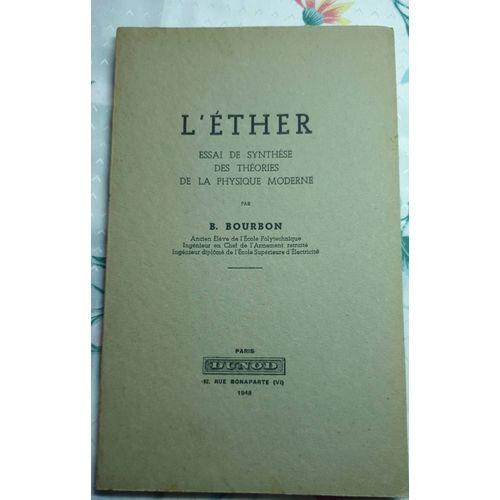 L'ÉTHER
ESSAI DE SYNTHÈSE
DES THÉORIES
DE LA PHYSIQUE MODERNE
PAR
B. BOURBON
Ancien Élève de l'École Polytechnique
Ingénieur en Chef de l'Armement retraité
Ingénieur diplômé de l'École Supérieure d'Électricité
PARIS
DUNOD
92, RUE BONAPARTE (VI)
1948